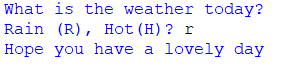 What is the weather today?
Rain (R), Hot(H)? r
Hope you have a lovely day